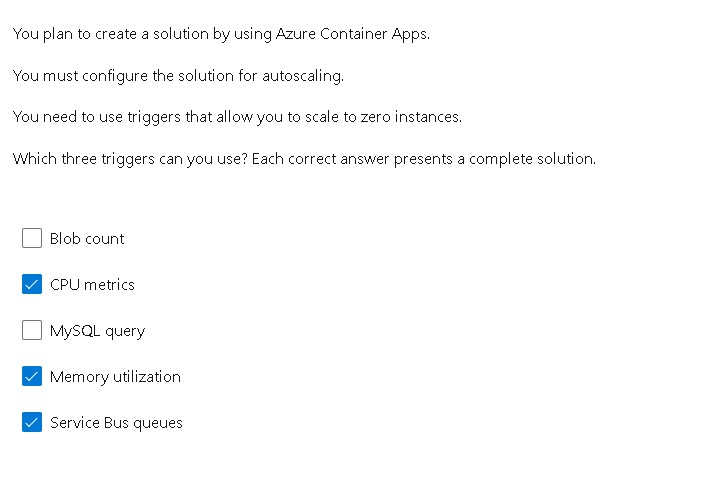 You plan to create a solution by using Azure Container Apps.
You must configure the solution for autoscaling.
You need to use triggers that allow you to scale to zero instances.
Which three triggers can you use? Each correct answer presents a complete solution.
Blob count
CPU metrics
MySQL query
Memory utilization
Service Bus queues